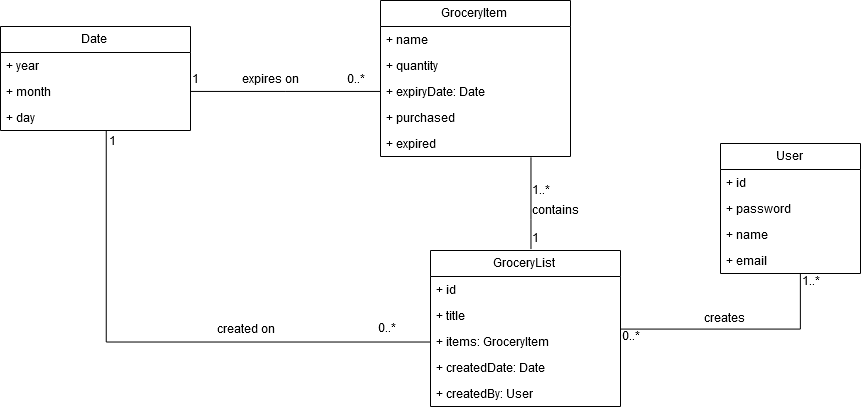 Date
+ year
+ month
+ day
1
expires on
0..*
GroceryItem
+ name
+ quantity
+ expiryDate: Date
+ purchased
+ expired
1..*
contains
1
User
+ id
+ password
+ name
+ email
1..*
creates
0..*
GroceryList
+ id
+ title
+ items: GroceryItem
+ createdDate: Date
+ createdBy: User
1
created on
0..*